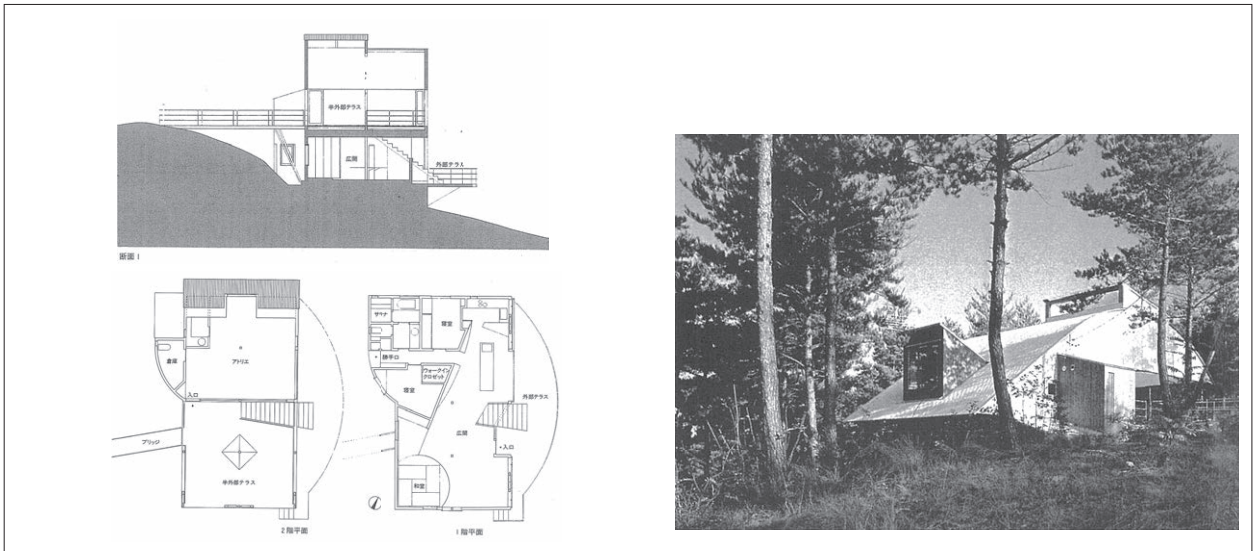 半外部テラス
広間
外部テラス
断面 1
サウナ
寝室
倉庫
アトリエ
勝手口
ウォークイン
クロゼット
寝室
入口
外部テラス
ブリッジ
広間
入口
半外部テラス
和室
2階平面
1階平面